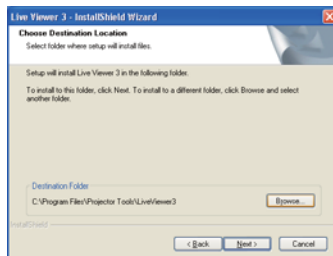 Live Viewer 3 - InstallShield Wizard
Choose Destination Location
Select folder where setup will install files.
Setup will install Live Viewer 3 in the following folder.
To install to this folder, click Next. To install to a different folder, click Browse and select
another folder.
Destination Folder
C:\Program Files\Projector Tools\LiveViewer3
Browse...
InstallShield
< Back
Next >
Cancel